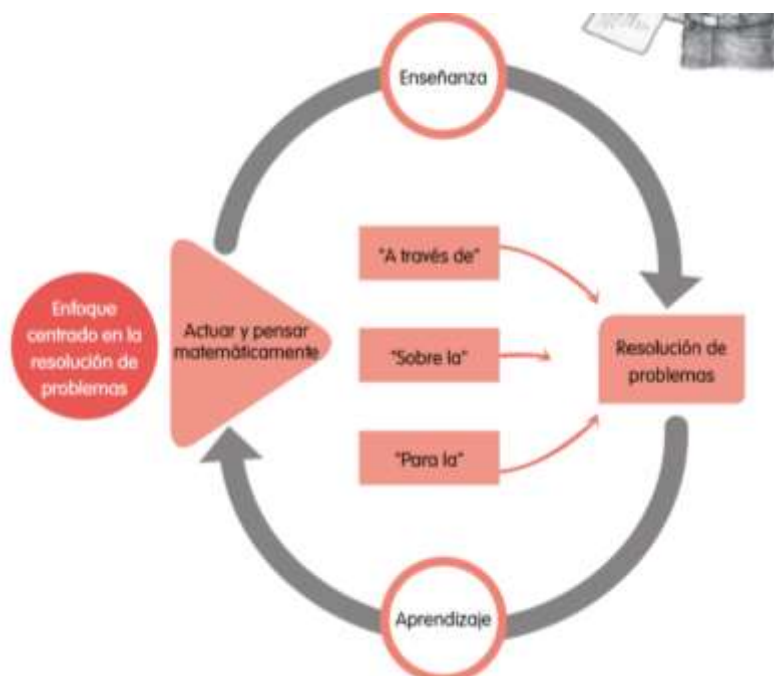 Enseñanza
"A través de"
Enfoque
centrado en la
resolución de
problemas
Actuar y pensar
matemáticamente
"Sobre la"
Resolución de
problemas
"Para la"
Aprendizaje